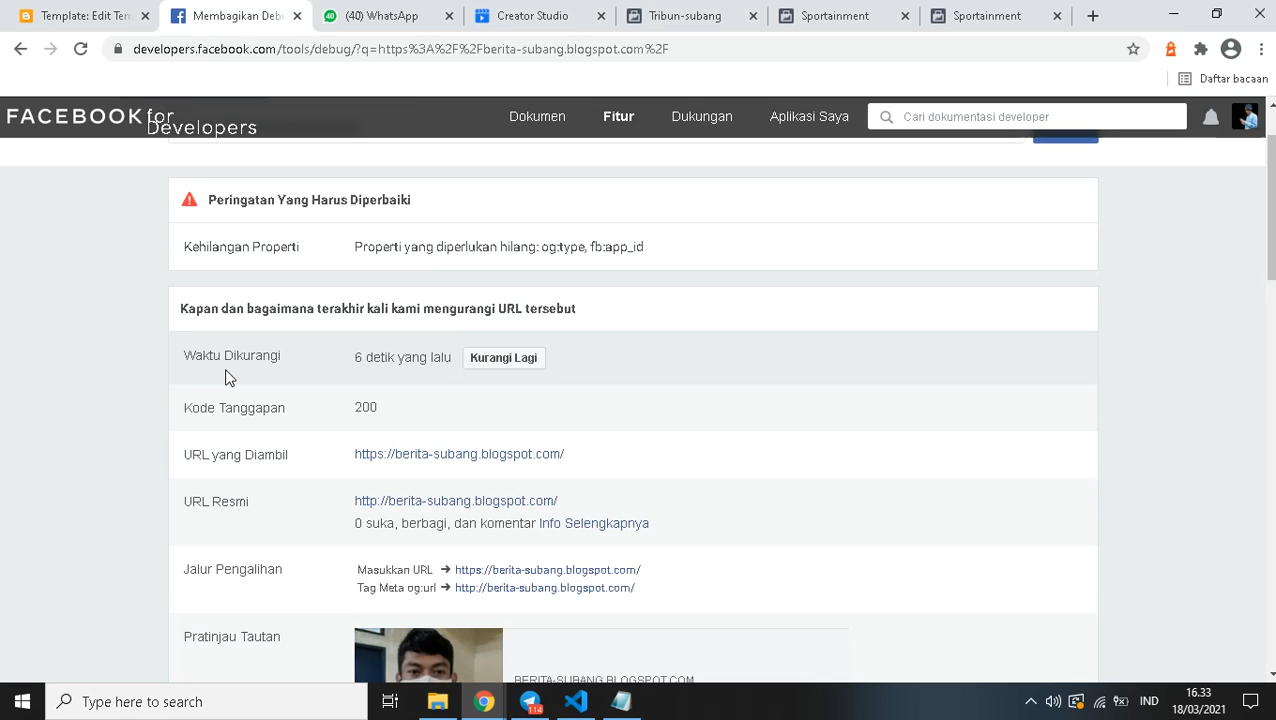 Template: Edit Tem
Membagikan Deb
(40) WhatsApp
Creator Studio
Tribun-subang
Sportainment
Sportainment
developers.facebook.com/tools/debug/?q=https%3A%2F%2Fberita-subang.blogspot.com%2F
Daftar bacaan
FACEBOOK for Developers
Dokumen
Fitur
Dukungan
Aplikasi Saya
Cari dokumentasi developer
Peringatan Yang Harus Diperbaiki
Kehilangan Properti
Properti yang diperlukan hilang: og:type, fb:app_id
Kapan dan bagaimana terakhir kali kami mengurangi URL tersebut
Waktu Dikurangi
6 detik yang lalu
Kurangi Lagi
Kode Tanggapan
200
URL yang Diambil
https://berita-subang.blogspot.com/
URL Resmi
http://berita-subang.blogspot.com/
0 suka, berbagi, dan komentar Info Selengkapnya
Jalur Pengalihan
Masukkan URL → https://berita-subang.blogspot.com/
Tag Meta og:url → http://berita-subang.blogspot.com/
Pratinjau Tautan
BERITA-SUBANG.BLOGSPOT.COM
Type here to search
114
IND
16.33
18/03/2021